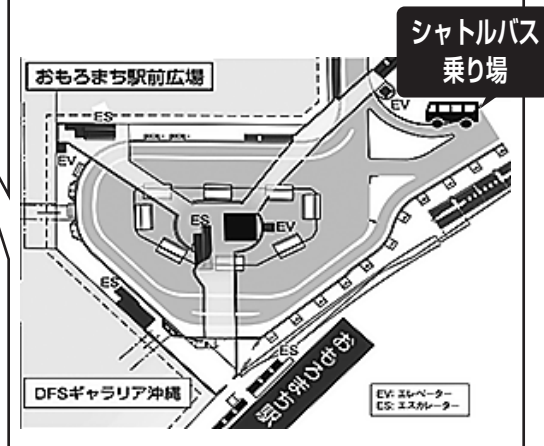 シャトルバス
乗り場
おもろまち駅前広場
ES
EV
EV
ES
EV
ES
ES
おもろまち駅
DFSギャラリア沖縄
EV: エレベーター
ES: エスカレーター